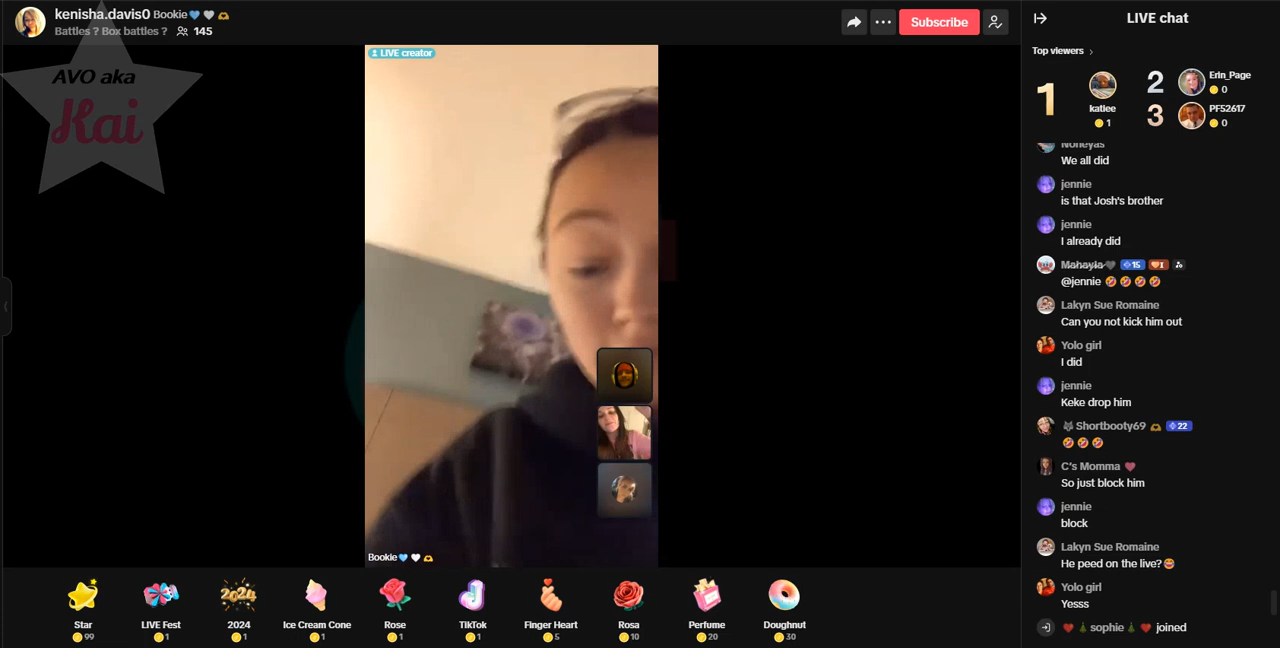 kenisha.davis0 Bookie💙🤍🫶
Battles ? Box battles ? 145
Subscribe
AVO aka
Kai
LIVE creator
Bookie💙🤍🫶
Star
99
LIVE Fest
1
2024
1
Ice Cream Cone
1
Rose
1
TikTok
1
Finger Heart
5
Rosa
10
Perfume
20
Doughnut
30
LIVE chat
Top viewers
1
katlee
1
2
Erin_Page
0
3
PF52617
0
Noneyas
We all did
jennie
is that Josh's brother
jennie
I already did
Mahayla🖤 15 I
@jennie 🤣🤣🤣🤣
Lakyn Sue Romaine
Can you not kick him out
Yolo girl
I did
jennie
Keke drop him
🐺Shortbooty69🫶 22
🤣🤣🤣
C's Momma ❤️
So just block him
jennie
block
Lakyn Sue Romaine
He peed on the live?
Yolo girl
Yesss
❤️🎄sophie🎄❤️ joined